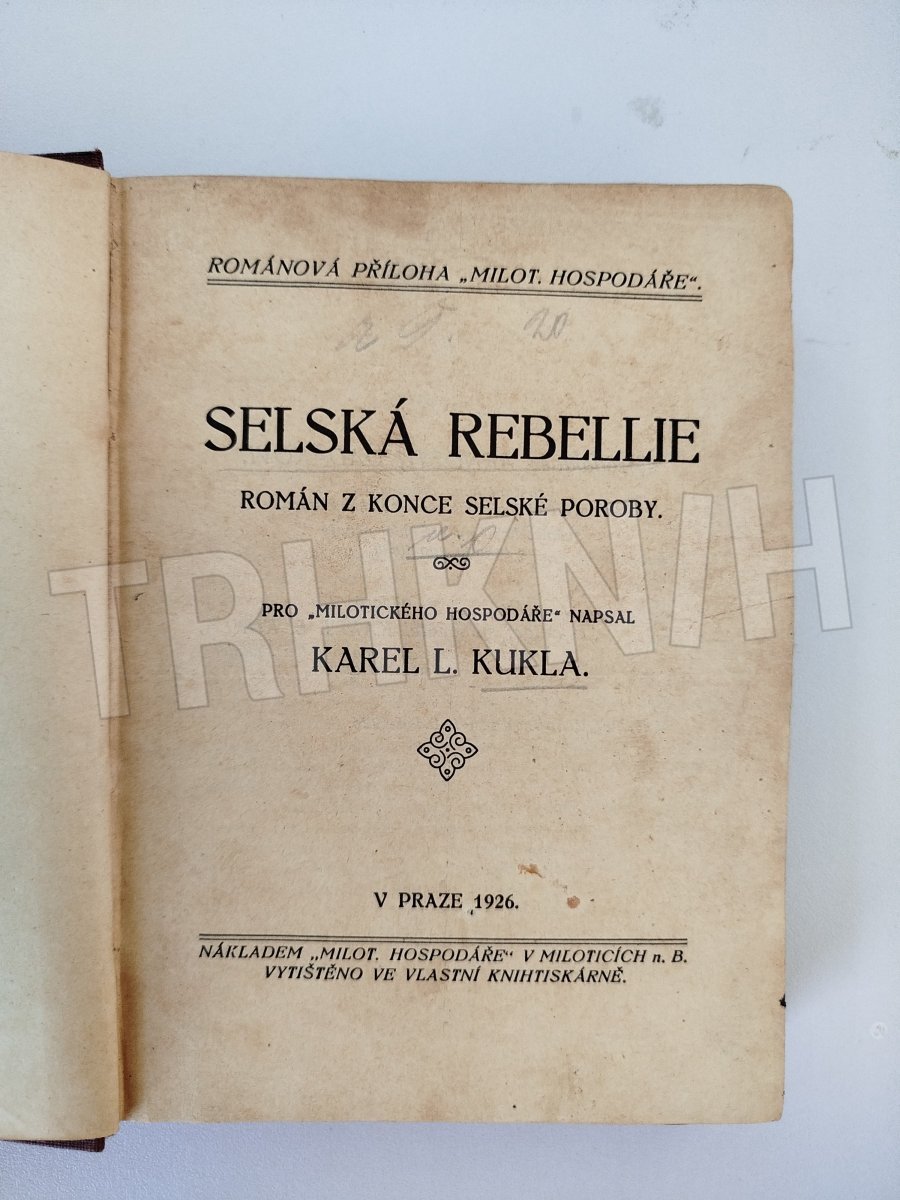 ROMÁNOVÁ PŘÍLOHA „MILOT. HOSPODÁŘE“.
20
SELSKÁ REBELLIE
ROMÁN Z KONCE SELSKÉ POROBY.
PRO „MILOTICKÉHO HOSPODÁŘE“ NAPSAL
KAREL L. KUKLA.
TRHKNIH
V PRAZE 1926.
NÁKLADEM „MILOT. HOSPODÁŘE“ V MILOTICÍCH n. B.
VYTIŠTĚNO VE VLASTNÍ KNIHTISKÁRNĚ.